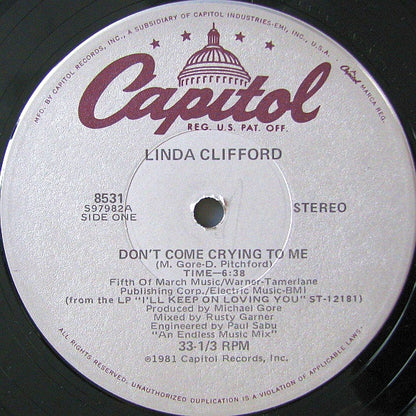 MFD. BY CAPITOL RECORDS, INC., A SUBSIDIARY OF CAPITOL INDUSTRIES-EMI, INC., U.S.A.
Capitol
MARCA REG.
Capitol
REG. U.S. PAT. OFF.
LINDA CLIFFORD
8531
S97982A
SIDE ONE
STEREO
DON'T COME CRYING TO ME
(M. Gore-D. Pitchford)
TIME—6:38
Fifth Of March Music/Warner-Tamerlane
Publishing Corp./Electric Music-BMI)
(from the LP "I'LL KEEP ON LOVING YOU" ST-12181)
Produced by Michael Gore
Mixed by Rusty Garner
Engineered by Paul Sabu
"An Endless Music Mix"
33-1/3 RPM
©1981 Capitol Records, Inc.
ALL RIGHTS RESERVED. UNAUTHORIZED DUPLICATION IS A VIOLATION OF APPLICABLE LAWS.